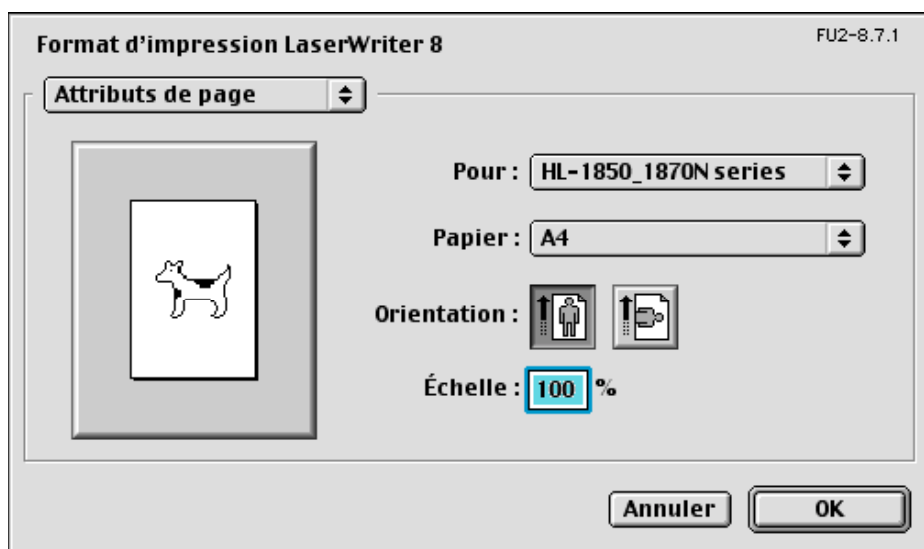 Format d'impression LaserWriter 8
FU2-8.7.1
Attributs de page
Pour : HL-1850_1870N series
Papier : A4
Orientation :
Échelle : 100 %
Annuler
OK